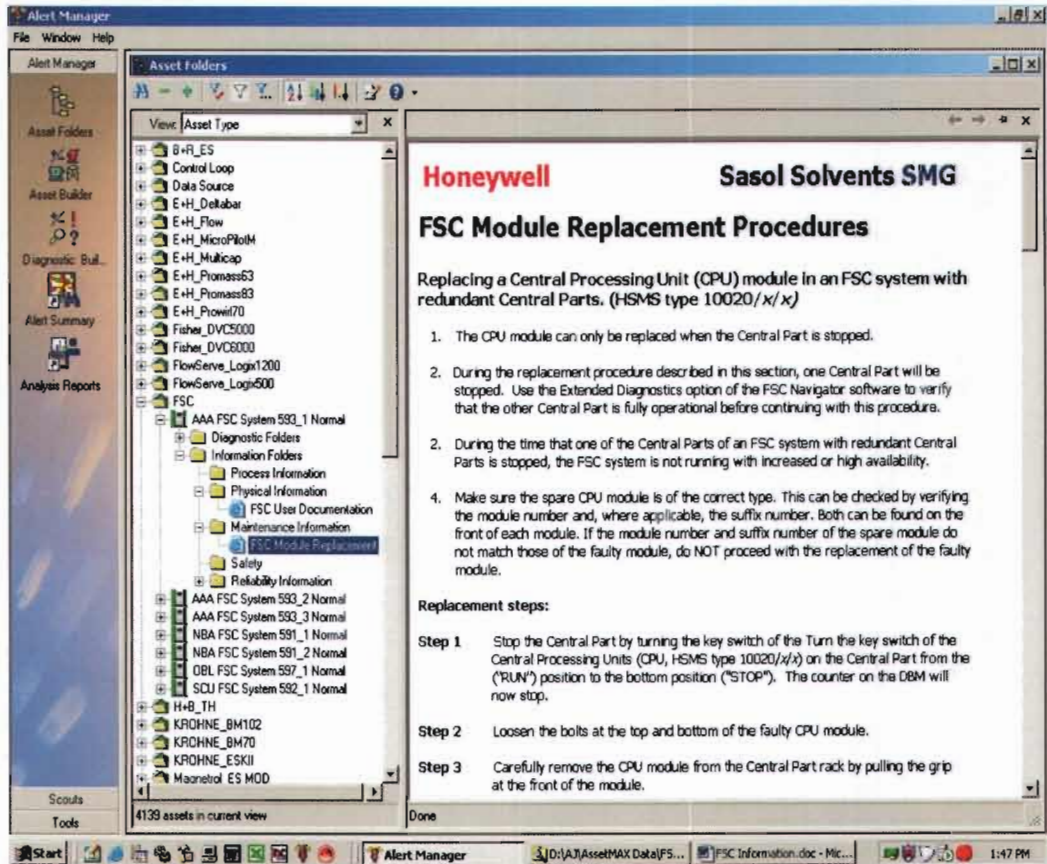 Alert Manager
File Window Help
Alert Manager
Asset Folders
Asset Builder
Diagnostic Buil...
Alert Summary
Analysis Reports
Scouts
Tools
Asset Folders
View: Asset Type
B+R_ES
Control Loop
Data Source
E+H_Deltabar
E+H_Flow
E+H_MicroPilotM
E+H_Multicap
E+H_Promass63
E+H_Promass83
E+H_Prowirl70
Fisher_DVC5000
Fisher_DVC6000
FlowServe_Logix1200
FlowServe_Logix500
FSC
AAA FSC System 593_1 Normal
Diagnostic Folders
Information Folders
Process Information
Physical Information
FSC User Documentation
Maintenance Information
FSC Module Replacement
Safety
Reliability Information
AAA FSC System 593_2 Normal
AAA FSC System 593_3 Normal
NBA FSC System 591_1 Normal
NBA FSC System 591_2 Normal
OBL FSC System 597_1 Normal
SCU FSC System 592_1 Normal
H+B_TH
KROHNE_BM102
KROHNE_BM70
KROHNE_ESKII
Magnetrol ES MOD
4139 assets in current view
Honeywell Sasol Solvents SMG
FSC Module Replacement Procedures
Replacing a Central Processing Unit (CPU) module in an FSC system with
redundant Central Parts. (HSMS type 10020/x/x)
1. The CPU module can only be replaced when the Central Part is stopped.
2. During the replacement procedure described in this section, one Central Part will be
stopped. Use the Extended Diagnostics option of the FSC Navigator software to verify
that the other Central Part is fully operational before continuing with this procedure.
2. During the time that one of the Central Parts of an FSC system with redundant Central
Parts is stopped, the FSC system is not running with increased or high availability.
4. Make sure the spare CPU module is of the correct type. This can be checked by verifying
the module number and, where applicable, the suffix number. Both can be found on the
front of each module. If the module number and suffix number of the spare module do
not match those of the faulty module, do NOT proceed with the replacement of the faulty
module.
Replacement steps:
Step 1 Stop the Central Part by turning the key switch of the Turn the key switch of the
Central Processing Units (CPU, HSMS type 10020/x/x) on the Central Part from the
("RUN") position to the bottom position ("STOP"). The counter on the DBM will
now stop.
Step 2 Loosen the bolts at the top and bottom of the faulty CPU module.
Step 3 Carefully remove the CPU module from the Central Part rack by pulling the grip
at the front of the module.
Done
Start
Alert Manager
D:\AJ\AssetMAX Data\FS...
FSC Information.doc - Mic...
1:47 PM